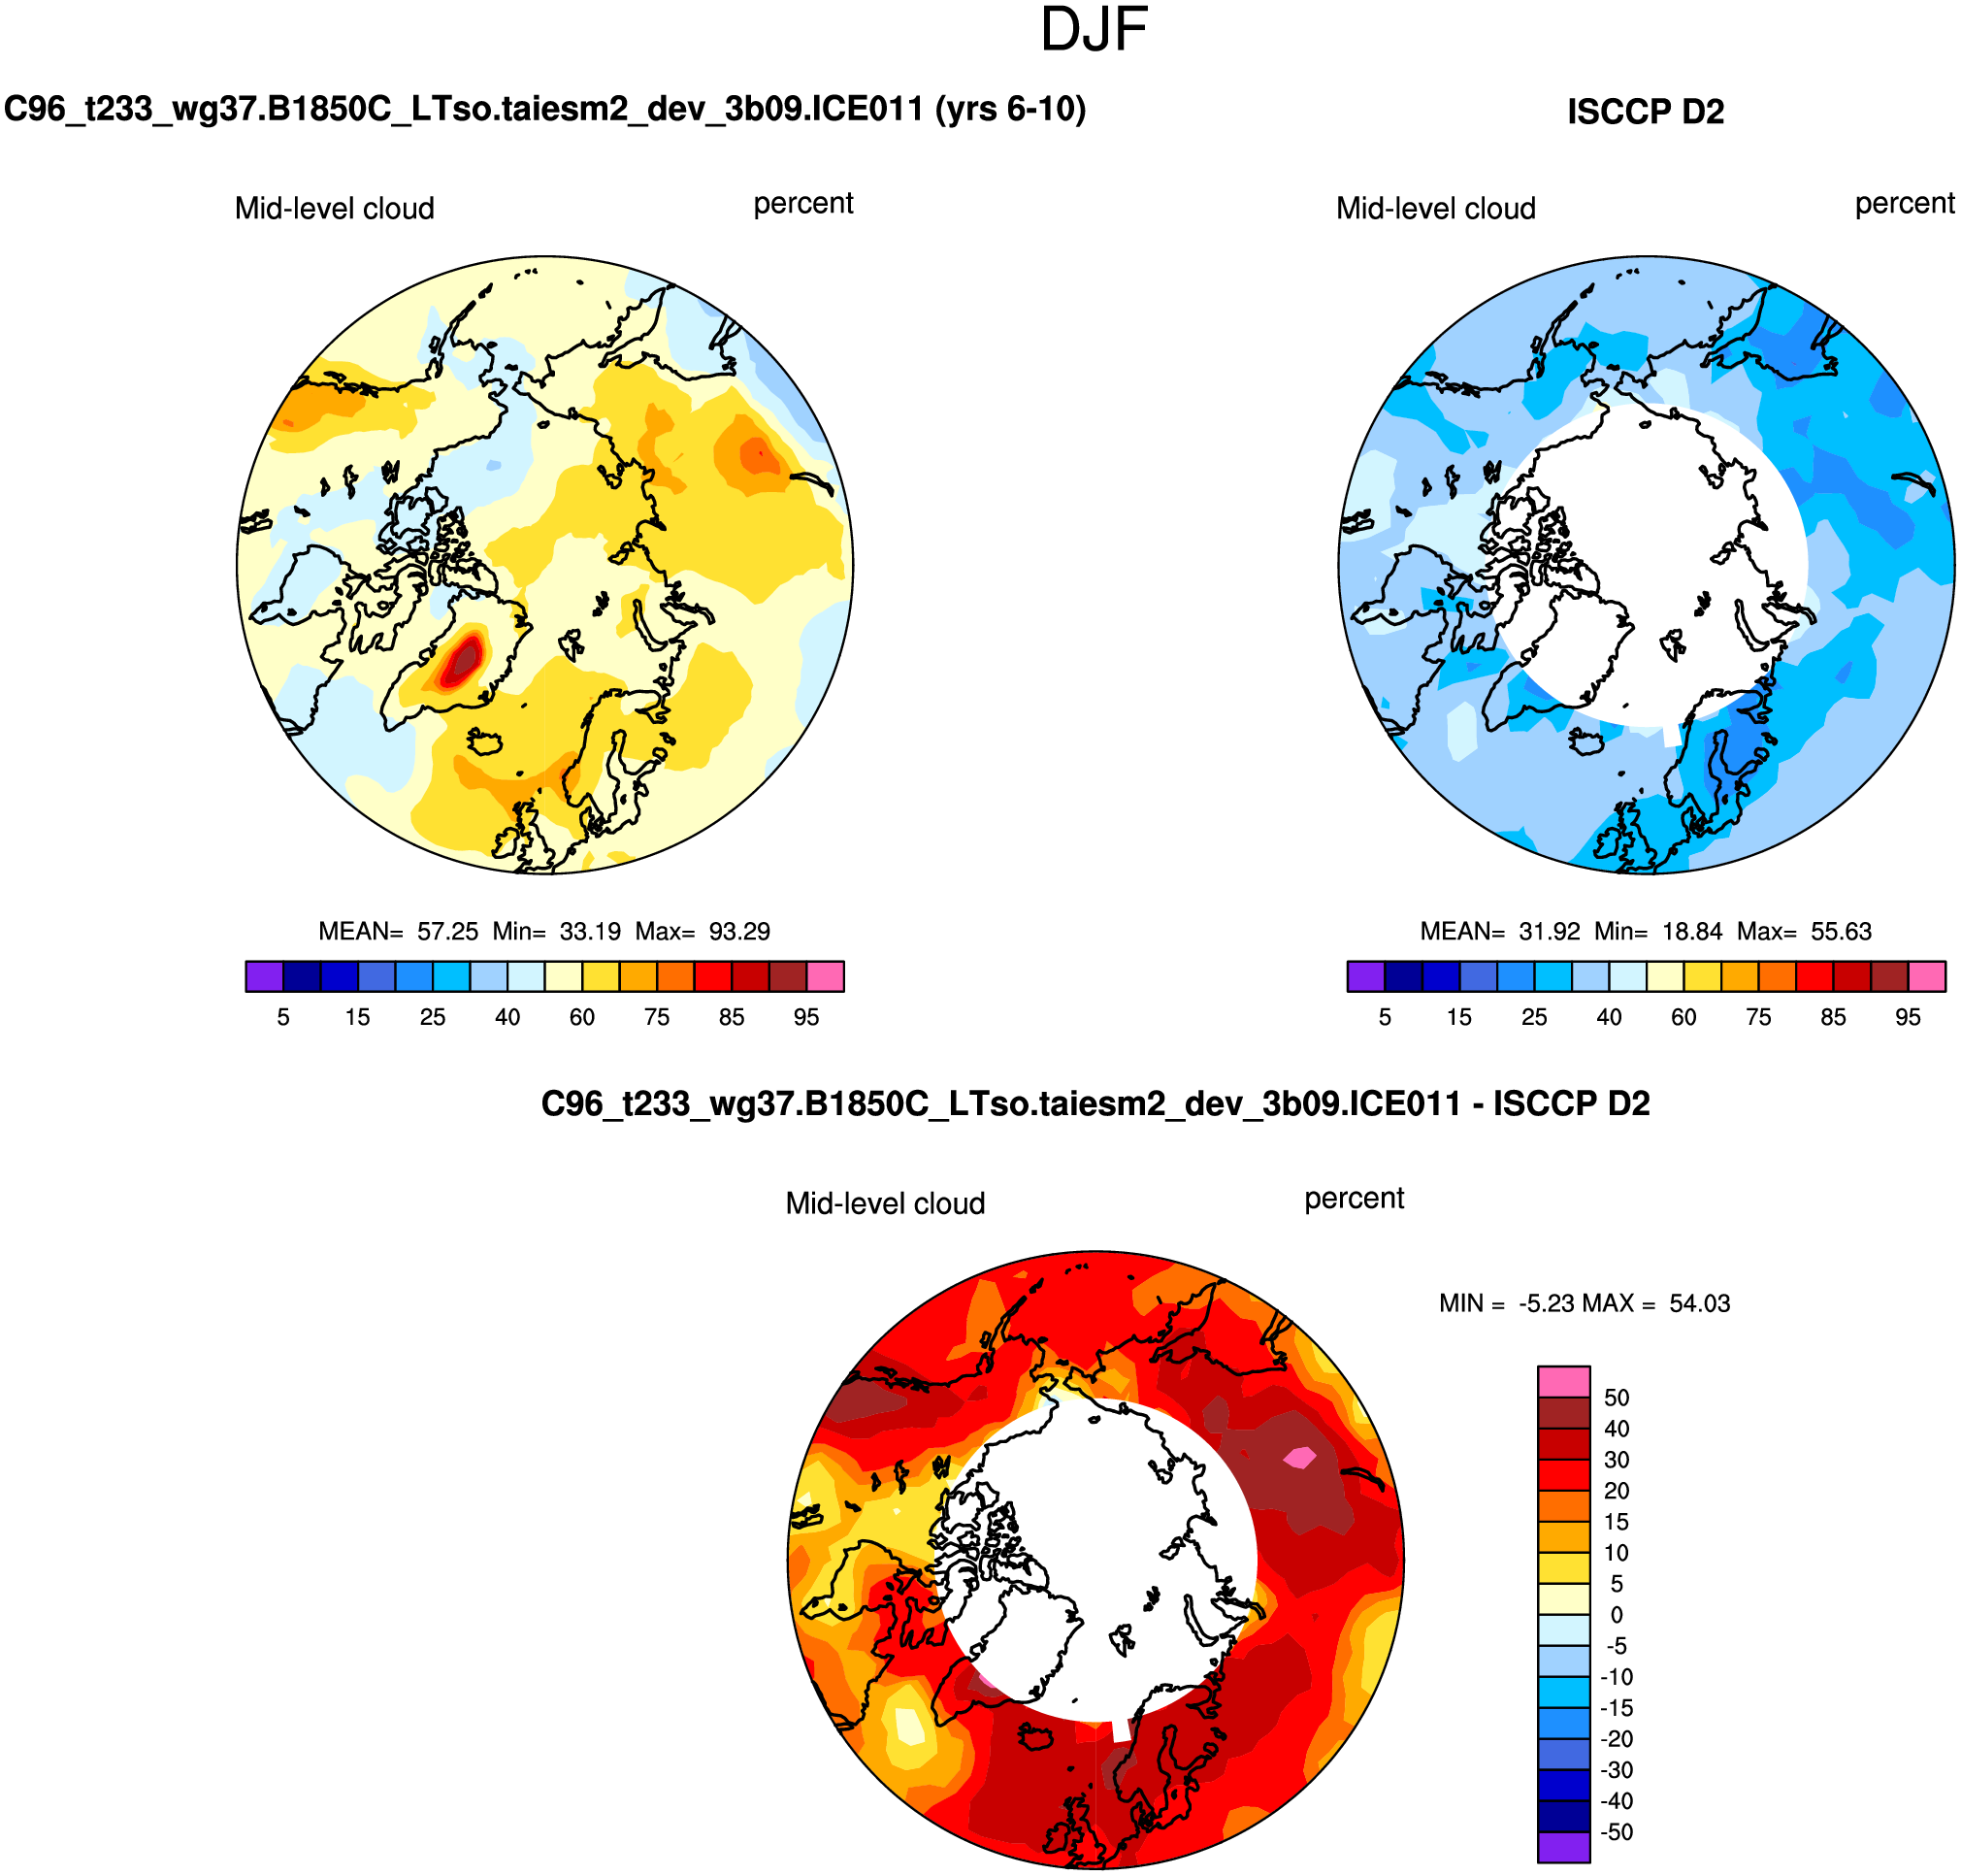 DJF
C96_t233_wg37.B1850C_LTso.taiesm2_dev_3b09.ICE011 (yrs 6-10)
ISCCP D2
Mid-level cloud percent
Mid-level cloud percent
MEAN= 57.25 Min= 33.19 Max= 93.29
MEAN= 31.92 Min= 18.84 Max= 55.63
5 15 25 40 60 75 85 95
5 15 25 40 60 75 85 95
C96_t233_wg37.B1850C_LTso.taiesm2_dev_3b09.ICE011 - ISCCP D2
Mid-level cloud percent
MIN = -5.23 MAX = 54.03
50
40
30
20
15
10
5
0
-5
-10
-15
-20
-30
-40
-50